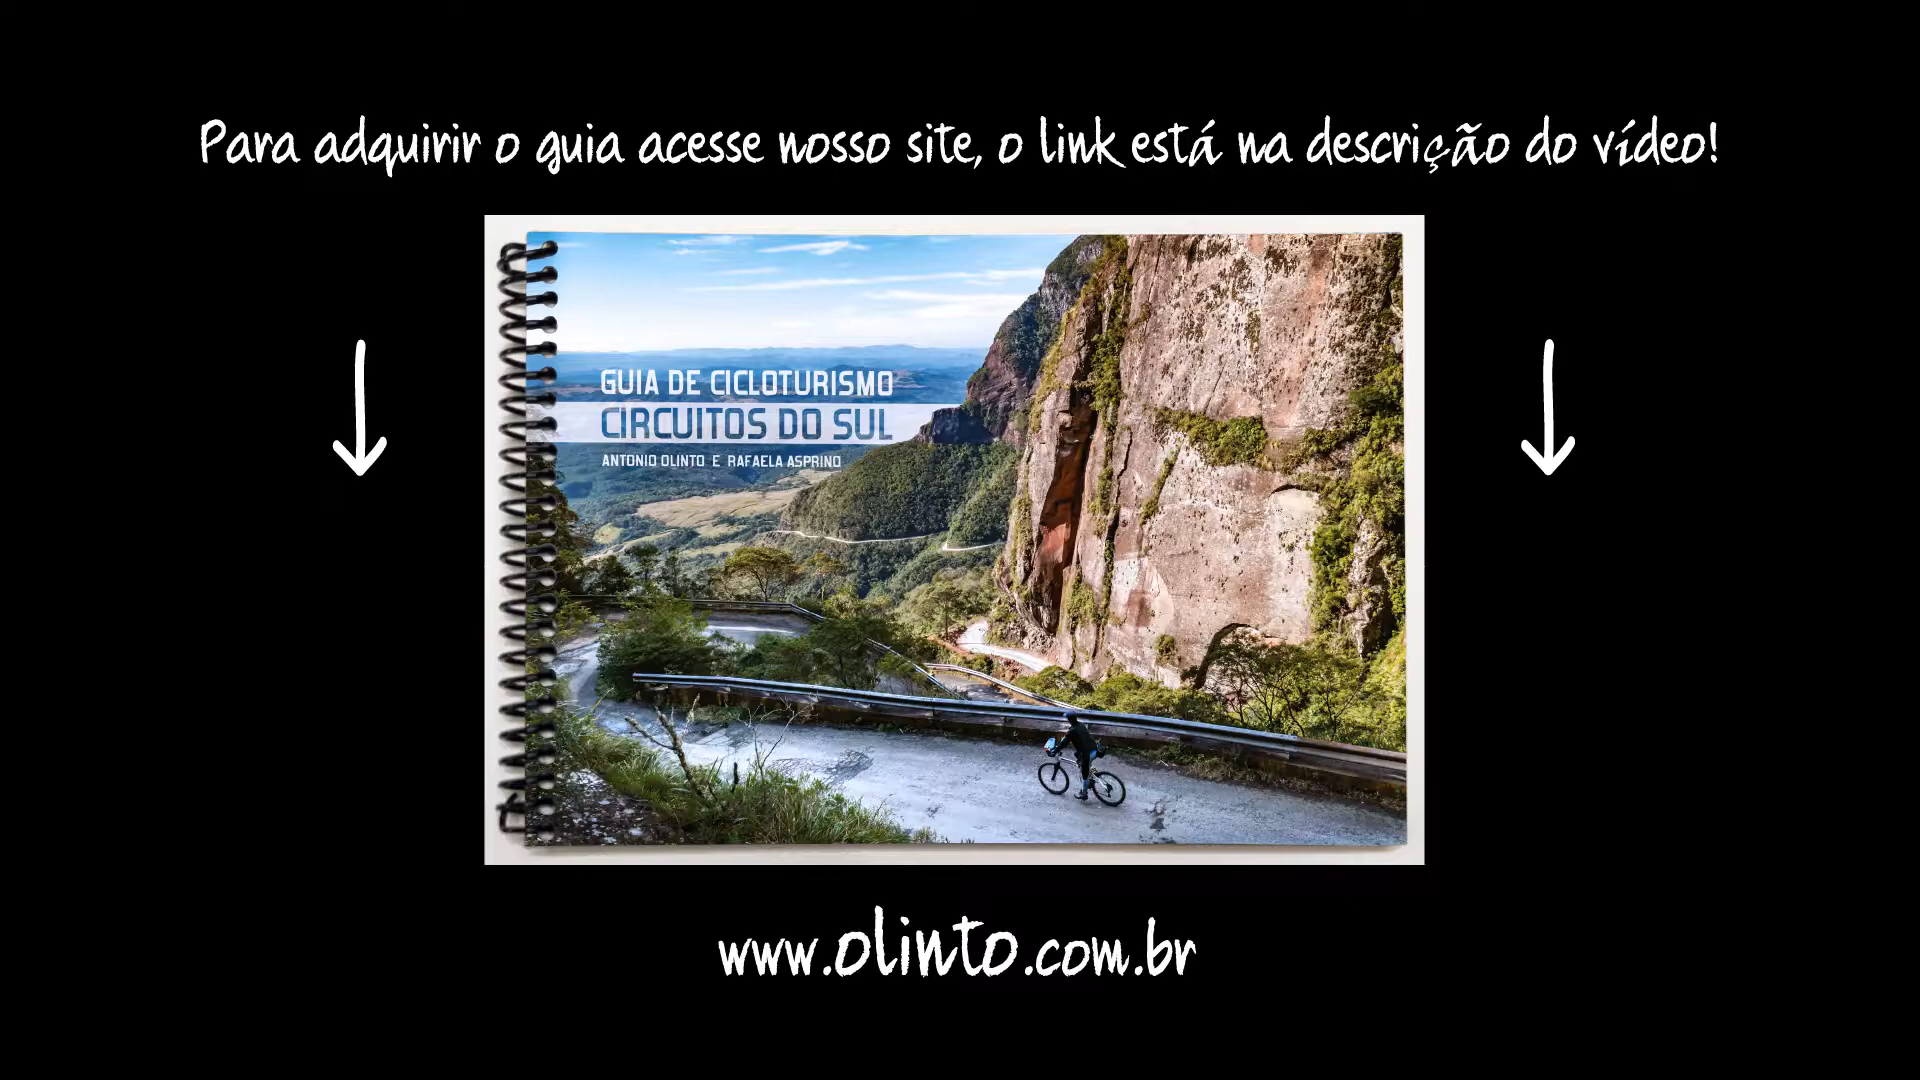 Para adquirir o guia acesse nosso site, o link está na descrição do vídeo!
GUIA DE CICLOTURISMO
CIRCUITOS DO SUL
ANTONIO OLINTO E RAFAELA ASPRINO
www.olinto.com.br